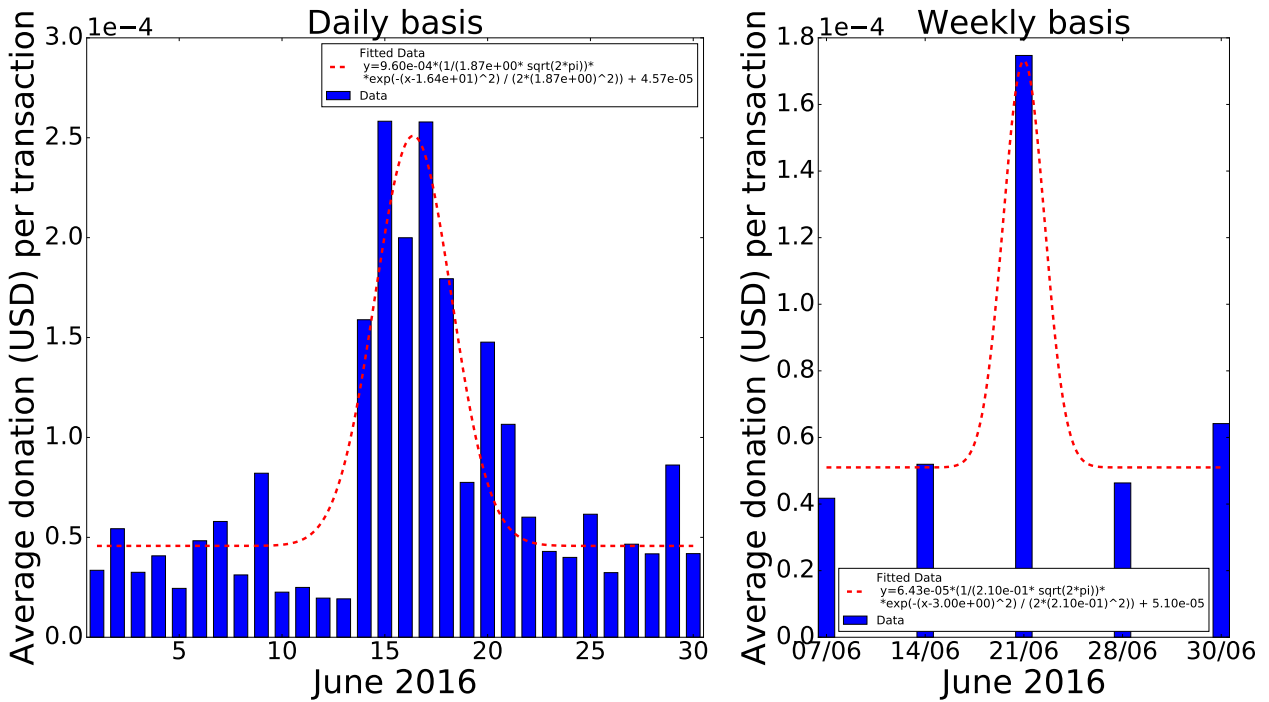 Daily basis
1e−4
3.0
2.5
2.0
1.5
1.0
0.5
0.0
Average donation (USD) per transaction
Fitted Data
y=9.60e-04*(1/(1.87e+00* sqrt(2*pi))*
*exp(-(x-1.64e+01)^2) / (2*(1.87e+00)^2)) + 4.57e-05
Data
5
10
15
20
25
30
June 2016
Weekly basis
1e−4
1.8
1.6
1.4
1.2
1.0
0.8
0.6
0.4
0.2
0.0
Average donation (USD) per transaction
Fitted Data
y=6.43e-05*(1/(2.10e-01* sqrt(2*pi))*
*exp(-(x-3.00e+00)^2) / (2*(2.10e-01)^2)) + 5.10e-05
Data
07/06
14/06
21/06
28/06
30/06
June 2016